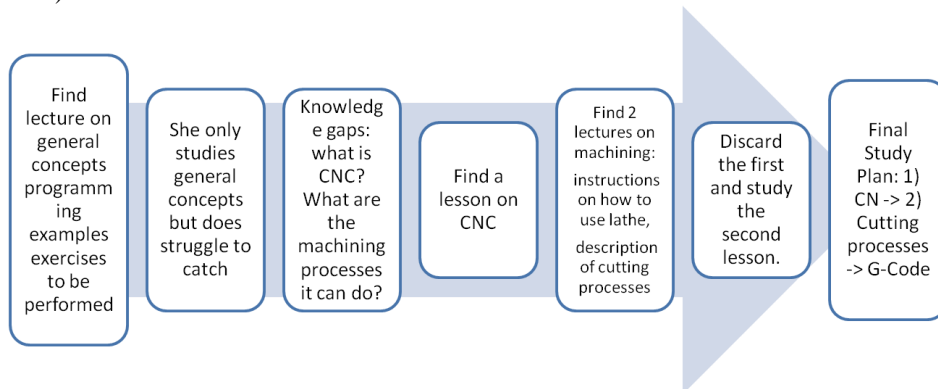 Find
lecture on
general
concepts
programm
ing
examples
exercises
to be
performed
She only
studies
general
concepts
but does
struggle to
catch
Knowledg
e gaps:
what is
CNC?
What are
the
machining
processes
it can do?
Find a
lesson on
CNC
Find 2
lectures on
machining:
instructions
on how to
use lathe,
description
of cutting
processes
Discard
the first
and study
the
second
lesson.
Final
Study
Plan: 1)
CN -> 2)
Cutting
processes
-> G-Code